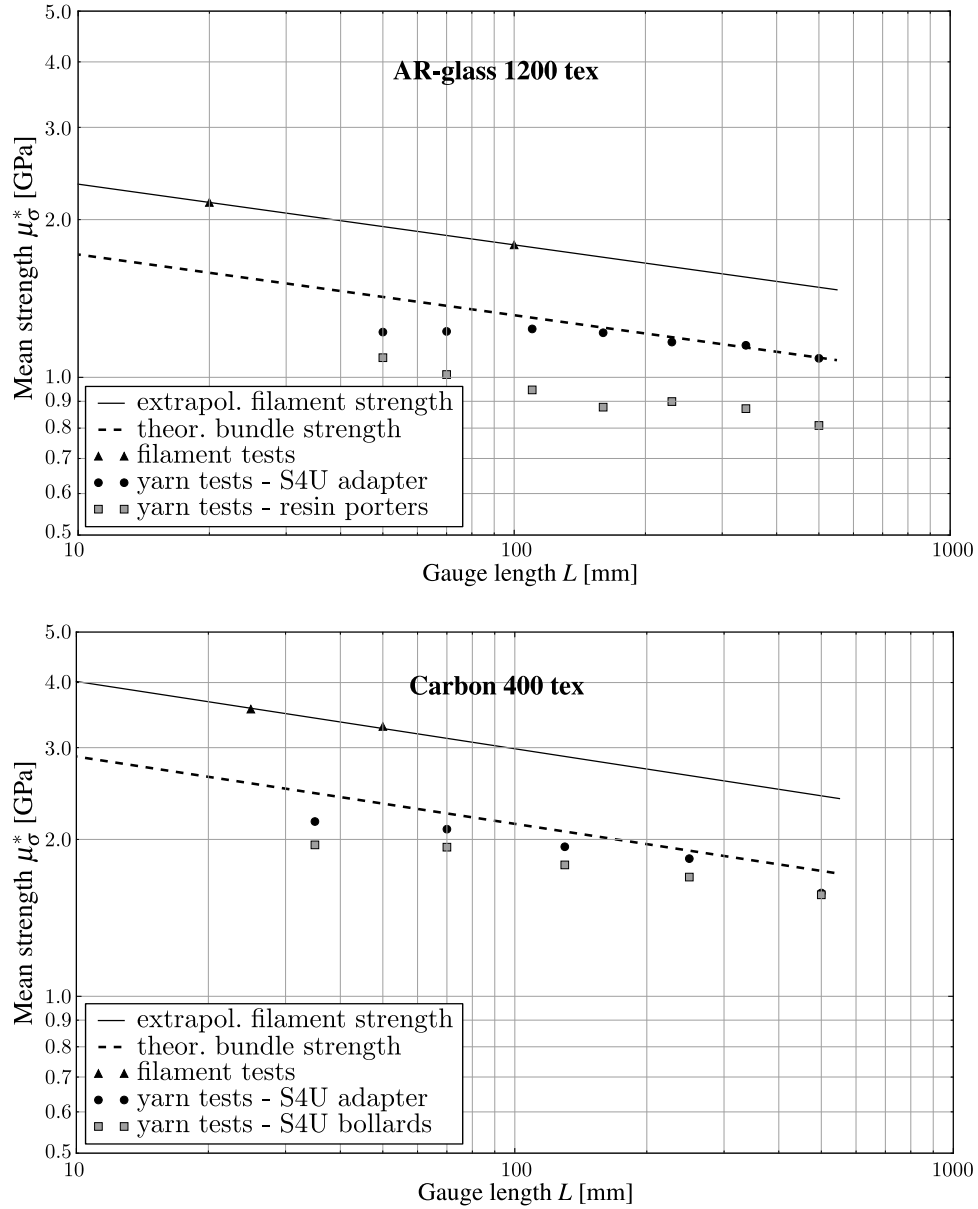 5.0
AR-glass 1200 tex
4.0
3.0
2.0
1.0
0.9
0.8
0.7
0.6
0.5
Mean strength μ*σ [GPa]
extrapol. filament strength
theor. bundle strength
filament tests
yarn tests - S4U adapter
yarn tests - resin porters
10
100
1000
Gauge length L [mm]
5.0
Carbon 400 tex
4.0
3.0
2.0
1.0
0.9
0.8
0.7
0.6
0.5
Mean strength μ*σ [GPa]
extrapol. filament strength
theor. bundle strength
filament tests
yarn tests - S4U adapter
yarn tests - S4U bollards
10
100
1000
Gauge length L [mm]